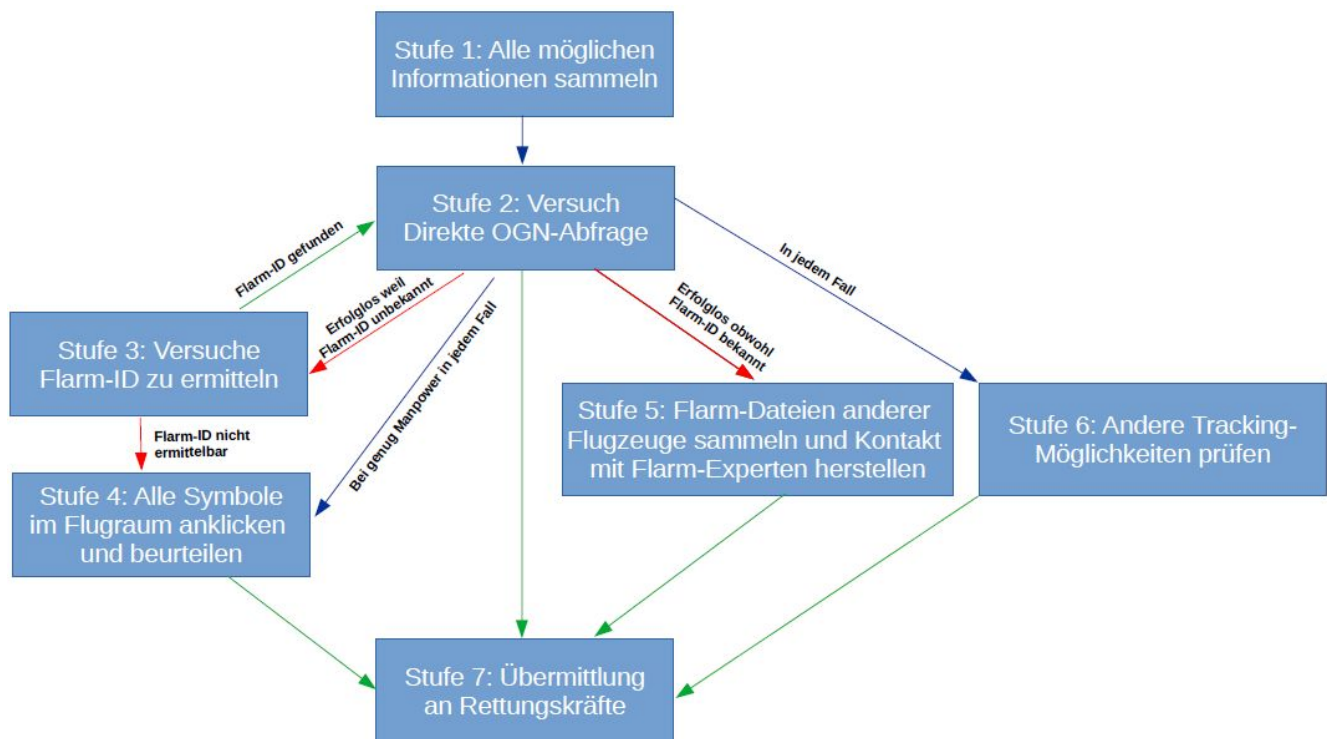 Stufe 1: Alle möglichen
Informationen sammeln
Stufe 2: Versuch
Direkte OGN-Abfrage
Flarm-ID gefunden
Erfolglos weil
Flarm-ID unbekannt
Bei genug Manpower in jedem Fall
Erfolglos obwohl
Flarm-ID bekannt
In jedem Fall
Stufe 3: Versuche
Flarm-ID zu ermitteln
Flarm-ID nicht
ermittelbar
Stufe 4: Alle Symbole
im Flugraum anklicken
und beurteilen
Stufe 5: Flarm-Dateien anderer
Flugzeuge sammeln und Kontakt
mit Flarm-Experten herstellen
Stufe 6: Andere Tracking-
Möglichkeiten prüfen
Stufe 7: Übermittlung
an Rettungskräfte